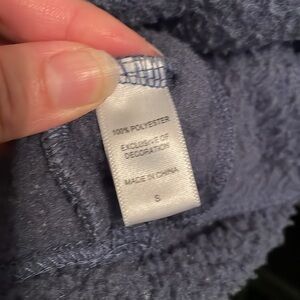 100% POLYESTER
EXCLUSIVE OF
DECORATION
MADE IN CHINA
S